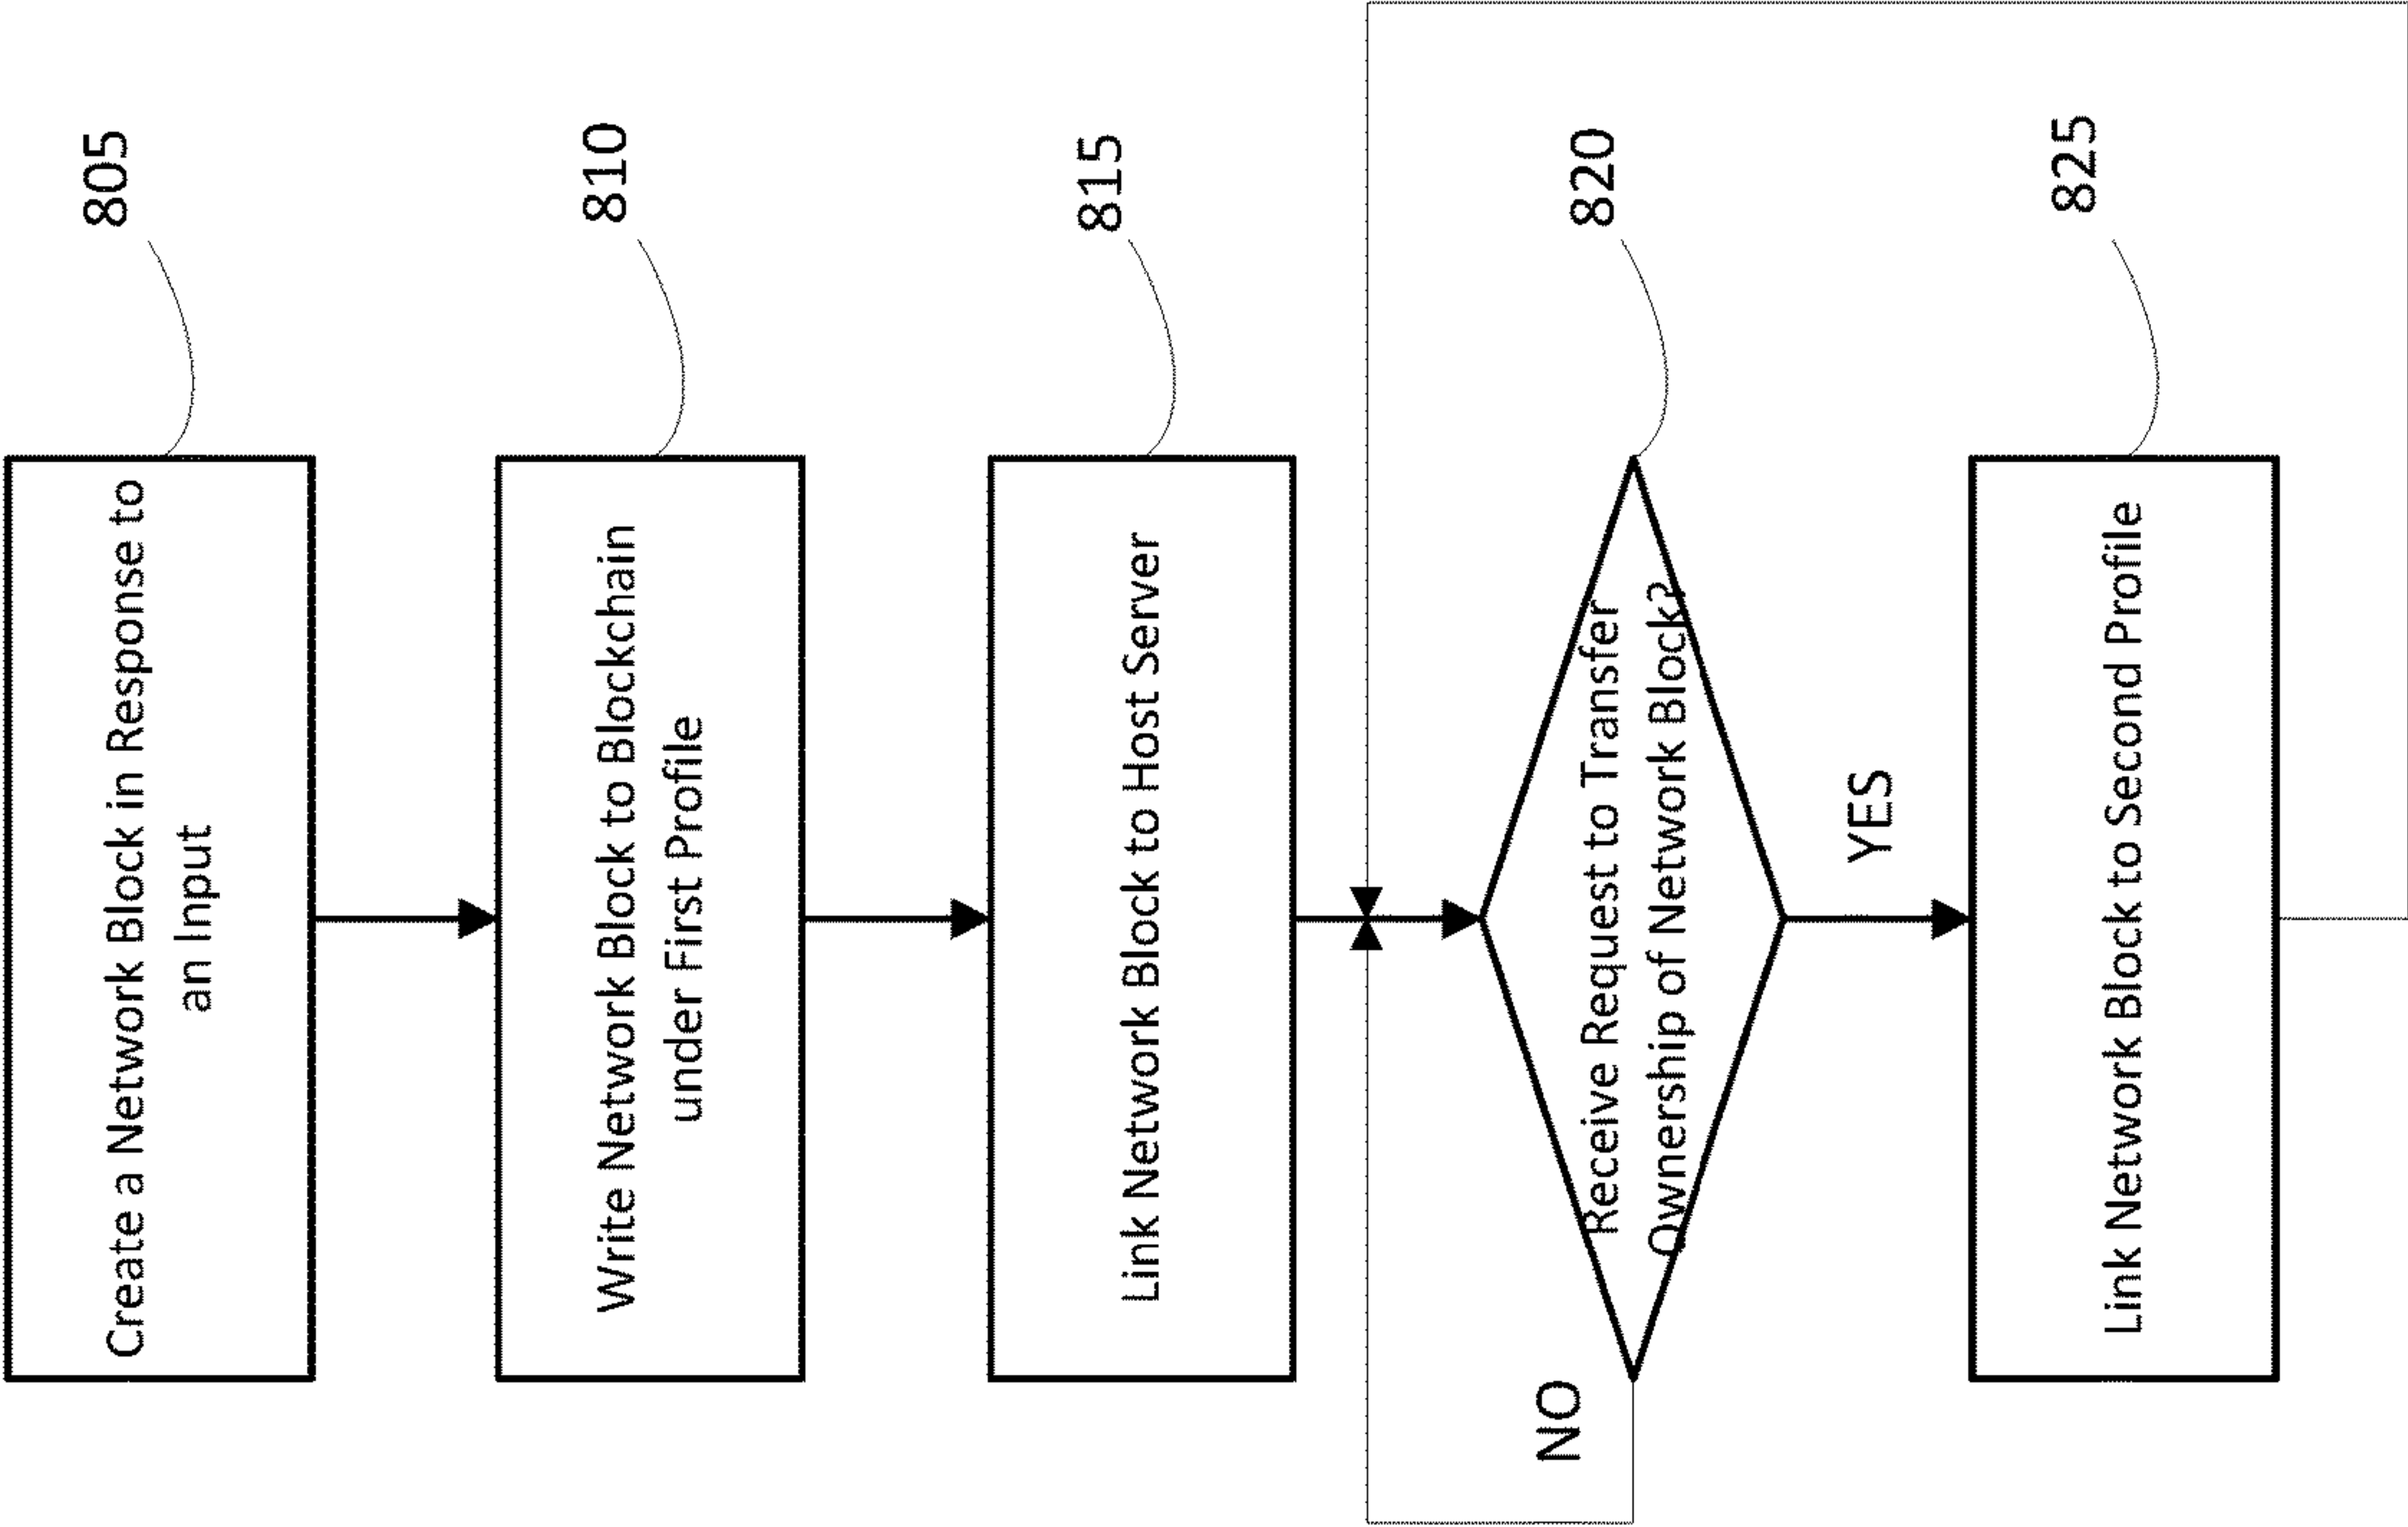 Create a Network Block in Response to
an Input
805
Write Network Block to Blockchain
under First Profile
810
Link Network Block to Host Server
815
Receive Request to Transfer
Ownership of Network Block?
820
NO
YES
Link Network Block to Second Profile
825